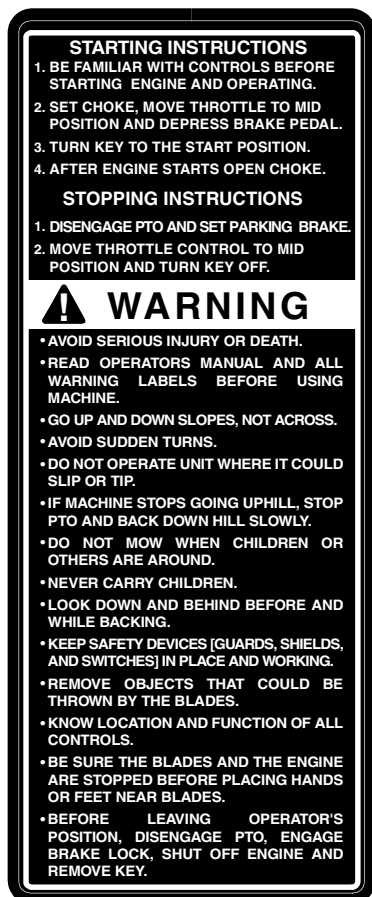 STARTING INSTRUCTIONS
1. BE FAMILIAR WITH CONTROLS BEFORE
STARTING ENGINE AND OPERATING.
2. SET CHOKE, MOVE THROTTLE TO MID
POSITION AND DEPRESS BRAKE PEDAL.
3. TURN KEY TO THE START POSITION.
4. AFTER ENGINE STARTS OPEN CHOKE.
STOPPING INSTRUCTIONS
1. DISENGAGE PTO AND SET PARKING BRAKE.
2. MOVE THROTTLE CONTROL TO MID
POSITION AND TURN KEY OFF.
WARNING
• AVOID SERIOUS INJURY OR DEATH.
• READ OPERATORS MANUAL AND ALL
WARNING LABELS BEFORE USING
MACHINE.
• GO UP AND DOWN SLOPES, NOT ACROSS.
• AVOID SUDDEN TURNS.
• DO NOT OPERATE UNIT WHERE IT COULD
SLIP OR TIP.
• IF MACHINE STOPS GOING UPHILL, STOP
PTO AND BACK DOWN HILL SLOWLY.
• DO NOT MOW WHEN CHILDREN OR
OTHERS ARE AROUND.
• NEVER CARRY CHILDREN.
• LOOK DOWN AND BEHIND BEFORE AND
WHILE BACKING.
• KEEP SAFETY DEVICES [GUARDS, SHIELDS,
AND SWITCHES] IN PLACE AND WORKING.
• REMOVE OBJECTS THAT COULD BE
THROWN BY THE BLADES.
• KNOW LOCATION AND FUNCTION OF ALL
CONTROLS.
• BE SURE THE BLADES AND THE ENGINE
ARE STOPPED BEFORE PLACING HANDS
OR FEET NEAR BLADES.
• BEFORE LEAVING OPERATOR'S
POSITION, DISENGAGE PTO, ENGAGE
BRAKE LOCK, SHUT OFF ENGINE AND
REMOVE KEY.